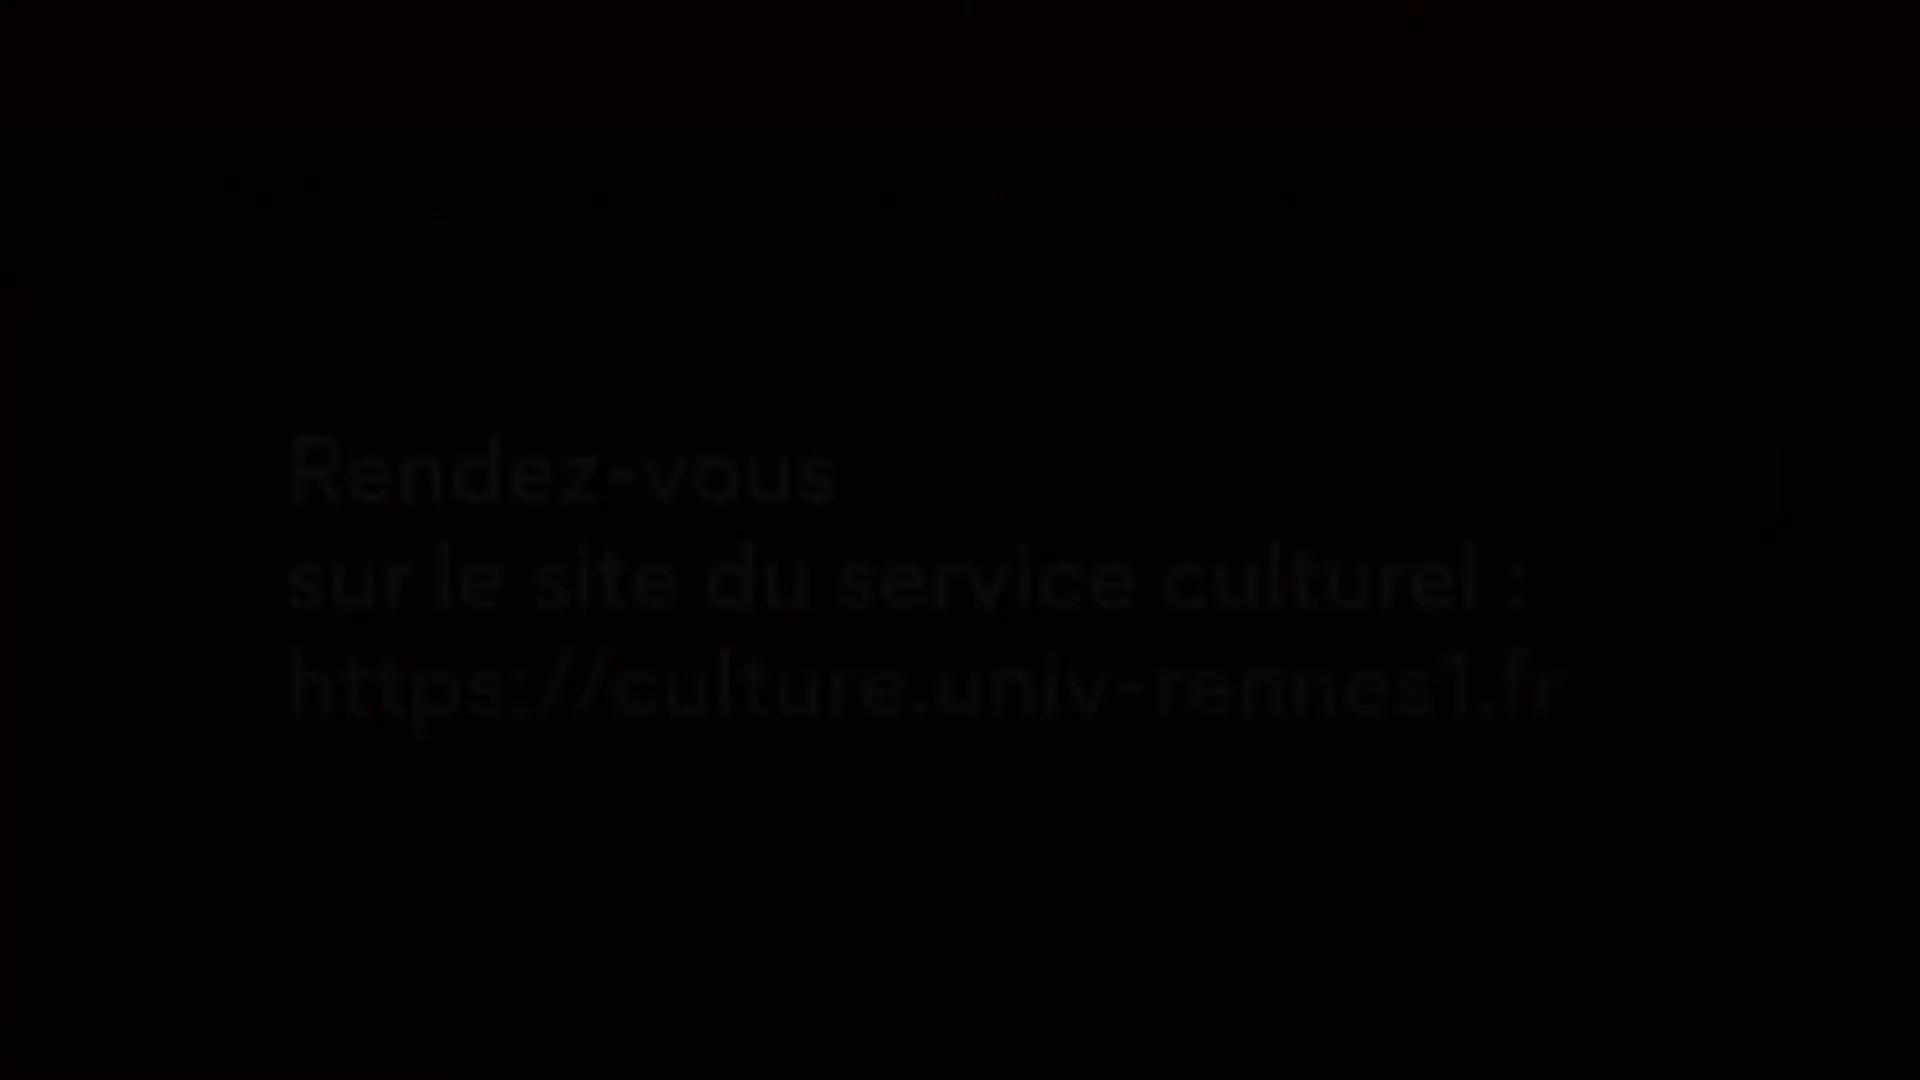 Rendez-vous
sur le site du service culturel :
https://culture.univ-rennes1.fr